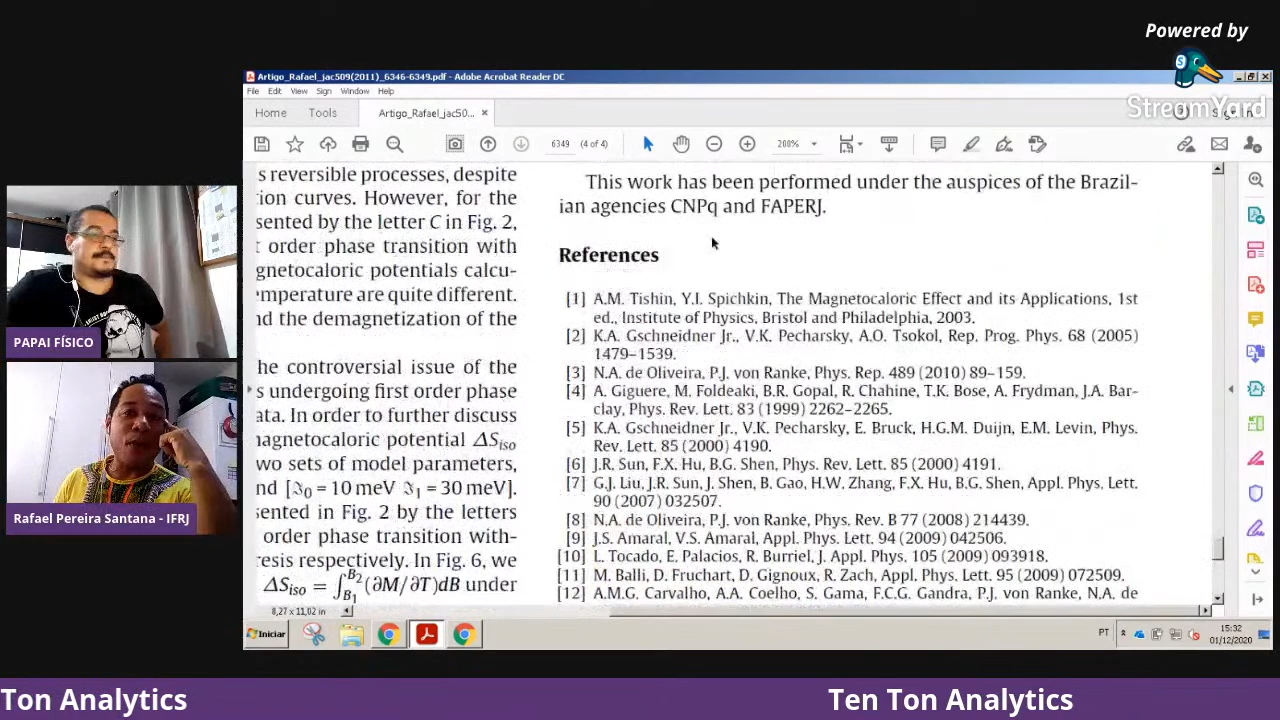 Powered by
StreamYard
Artigo_Rafael_jac509(2011)_6346-6349.pdf - Adobe Acrobat Reader DC
File Edit View Sign Window Help
Home Tools Artigo_Rafael_jac50... ×
6349 (4 of 4) 200%
s reversible processes, despite
tion curves. However, for the
sented by the letter C in Fig. 2,
t order phase transition with
gnetocaloric potentials calcu-
emperature are quite different.
nd the demagnetization of the
he controversial issue of the
s undergoing first order phase
ata. In order to further discuss
nagnetocaloric potential ΔS_iso
wo sets of model parameters,
nd [ℑ₀ = 10 meV ℑ₁ = 30 meV].
sented in Fig. 2 by the letters
order phase transition with-
resis respectively. In Fig. 6, we
ΔS_iso = ∫_{B₁}^{B₂}(∂M/∂T)dB under
This work has been performed under the auspices of the Brazil-
ian agencies CNPq and FAPERJ.
References
[1] A.M. Tishin, Y.I. Spichkin, The Magnetocaloric Effect and its Applications, 1st
ed., Institute of Physics, Bristol and Philadelphia, 2003.
[2] K.A. Gschneidner Jr., V.K. Pecharsky, A.O. Tsokol, Rep. Prog. Phys. 68 (2005)
1479–1539.
[3] N.A. de Oliveira, P.J. von Ranke, Phys. Rep. 489 (2010) 89–159.
[4] A. Giguere, M. Foldeaki, B.R. Gopal, R. Chahine, T.K. Bose, A. Frydman, J.A. Bar-
clay, Phys. Rev. Lett. 83 (1999) 2262–2265.
[5] K.A. Gschneidner Jr., V.K. Pecharsky, E. Bruck, H.G.M. Duijn, E.M. Levin, Phys.
Rev. Lett. 85 (2000) 4190.
[6] J.R. Sun, F.X. Hu, B.G. Shen, Phys. Rev. Lett. 85 (2000) 4191.
[7] G.J. Liu, J.R. Sun, J. Shen, B. Gao, H.W. Zhang, F.X. Hu, B.G. Shen, Appl. Phys. Lett.
90 (2007) 032507.
[8] N.A. de Oliveira, P.J. von Ranke, Phys. Rev. B 77 (2008) 214439.
[9] J.S. Amaral, V.S. Amaral, Appl. Phys. Lett. 94 (2009) 042506.
[10] L. Tocado, E. Palacios, R. Burriel, J. Appl. Phys. 105 (2009) 093918.
[11] M. Balli, D. Fruchart, D. Gignoux, R. Zach, Appl. Phys. Lett. 95 (2009) 072509.
[12] A.M.G. Carvalho, A.A. Coelho, S. Gama, F.C.G. Gandra, P.J. von Ranke, N.A. de
8,27 x 11,02 in
Iniciar
PT
15:32
01/12/2020
PAPAI FÍSICO
Rafael Pereira Santana - IFRJ
Ton Analytics
Ten Ton Analytics